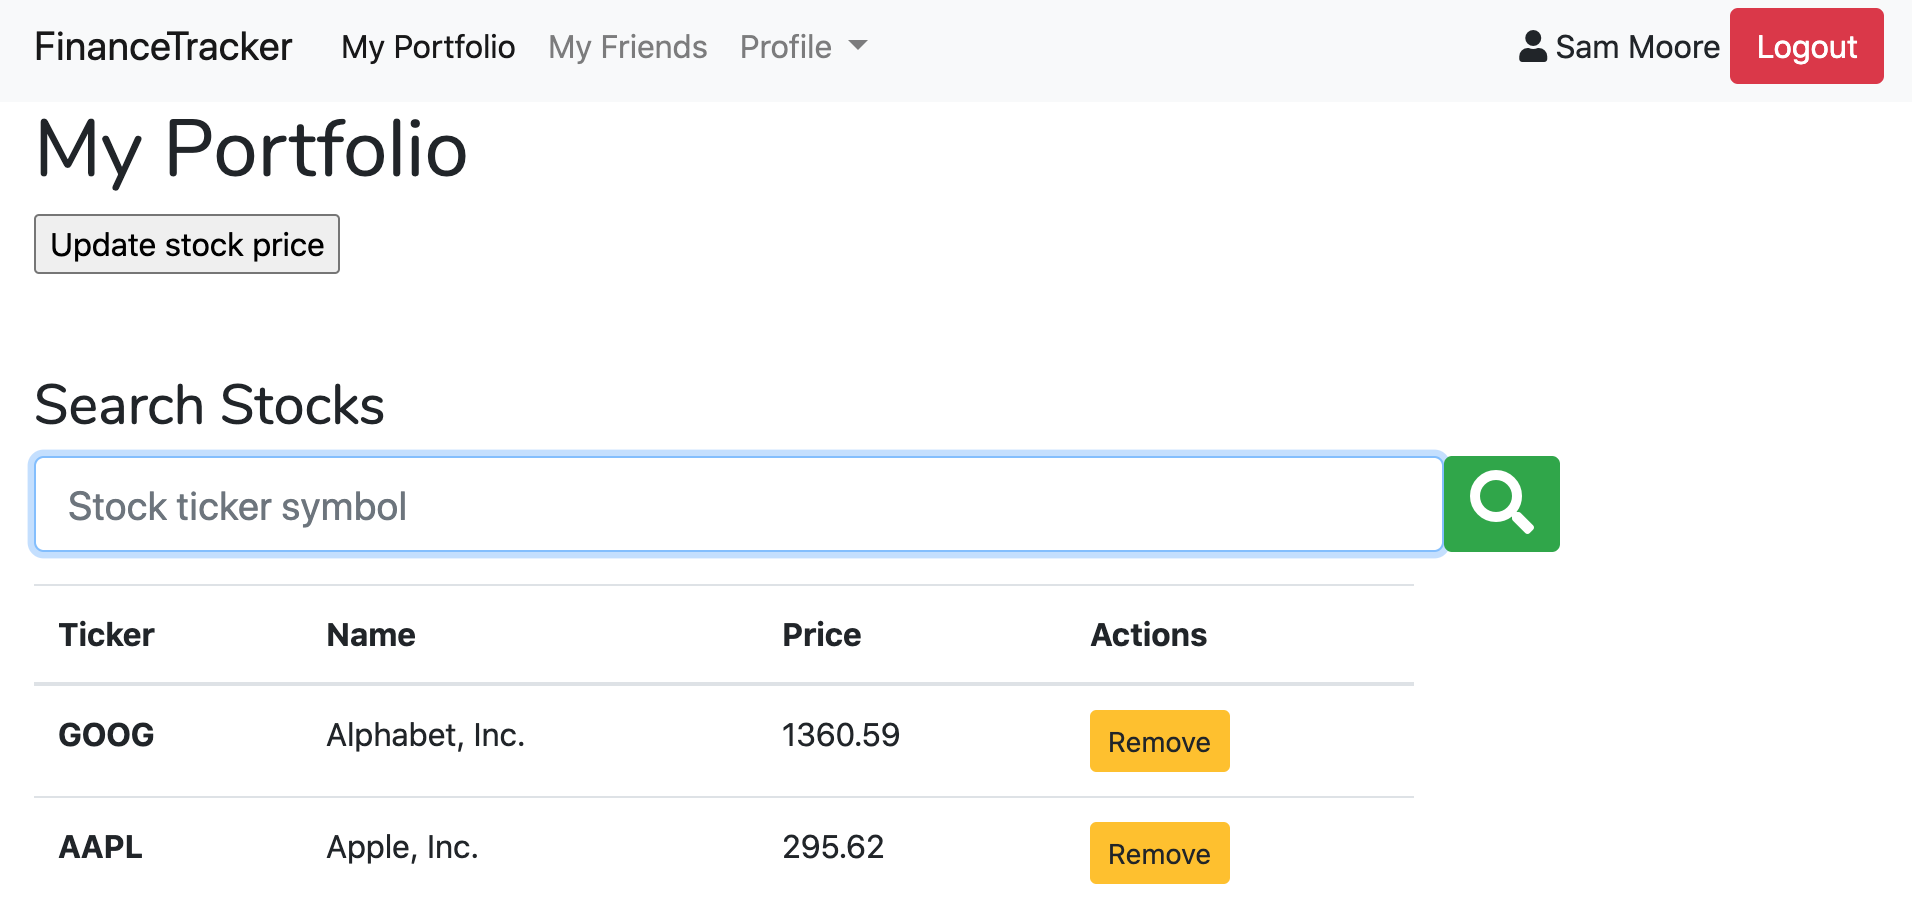 FinanceTracker My Portfolio My Friends Profile Sam Moore Logout
My Portfolio
Update stock price
Search Stocks
Stock ticker symbol
Ticker Name Price Actions
GOOG Alphabet, Inc. 1360.59 Remove
AAPL Apple, Inc. 295.62 Remove